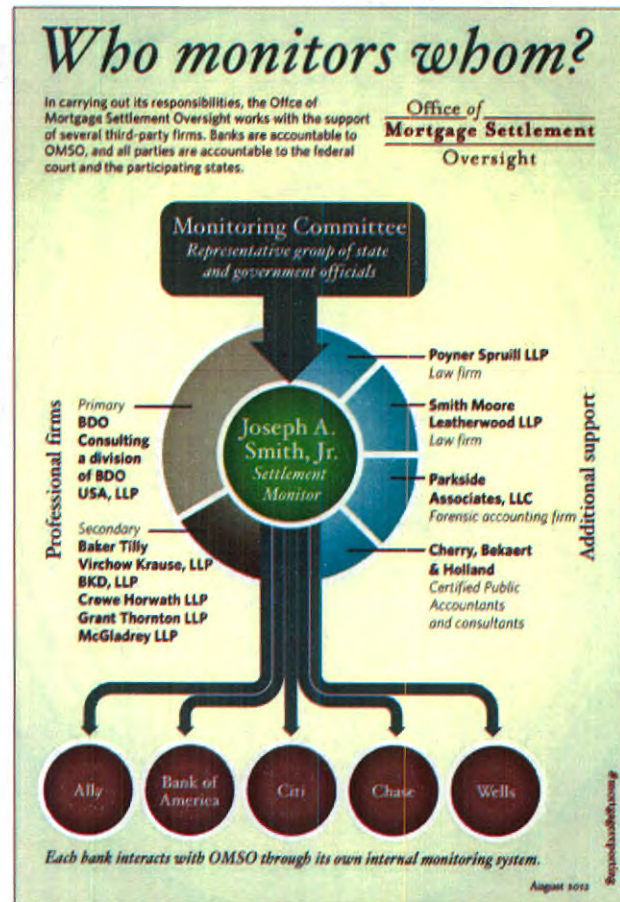 Who monitors whom?
In carrying out its responsibilities, the Offce of
Mortgage Settlement Oversight works with the support
of several third-party firms. Banks are accountable to
OMSO, and all parties are accountable to the federal
court and the participating states.
Office of
Mortgage Settlement
Oversight
Monitoring Committee
Representative group of state
and government officials
Professional firms
Primary
BDO
Consulting
a division
of BDO
USA, LLP
Secondary
Baker Tilly
Virchow Krause, LLP
BKD, LLP
Crowe Horwath LLP
Grant Thornton LLP
McGladrey LLP
Joseph A.
Smith, Jr.
Settlement
Monitor
Poyner Spruill LLP
Law firm
Smith Moore
Leatherwood LLP
Law firm
Parkside
Associates, LLC
Forensic accounting firm
Cherry, Bekaert
& Holland
Certified Public
Accountants
and consultants
Additional support
Ally
Bank of
America
Citi
Chase
Wells
Each bank interacts with OMSO through its own internal monitoring system.
August 2012
@mortgagereporting